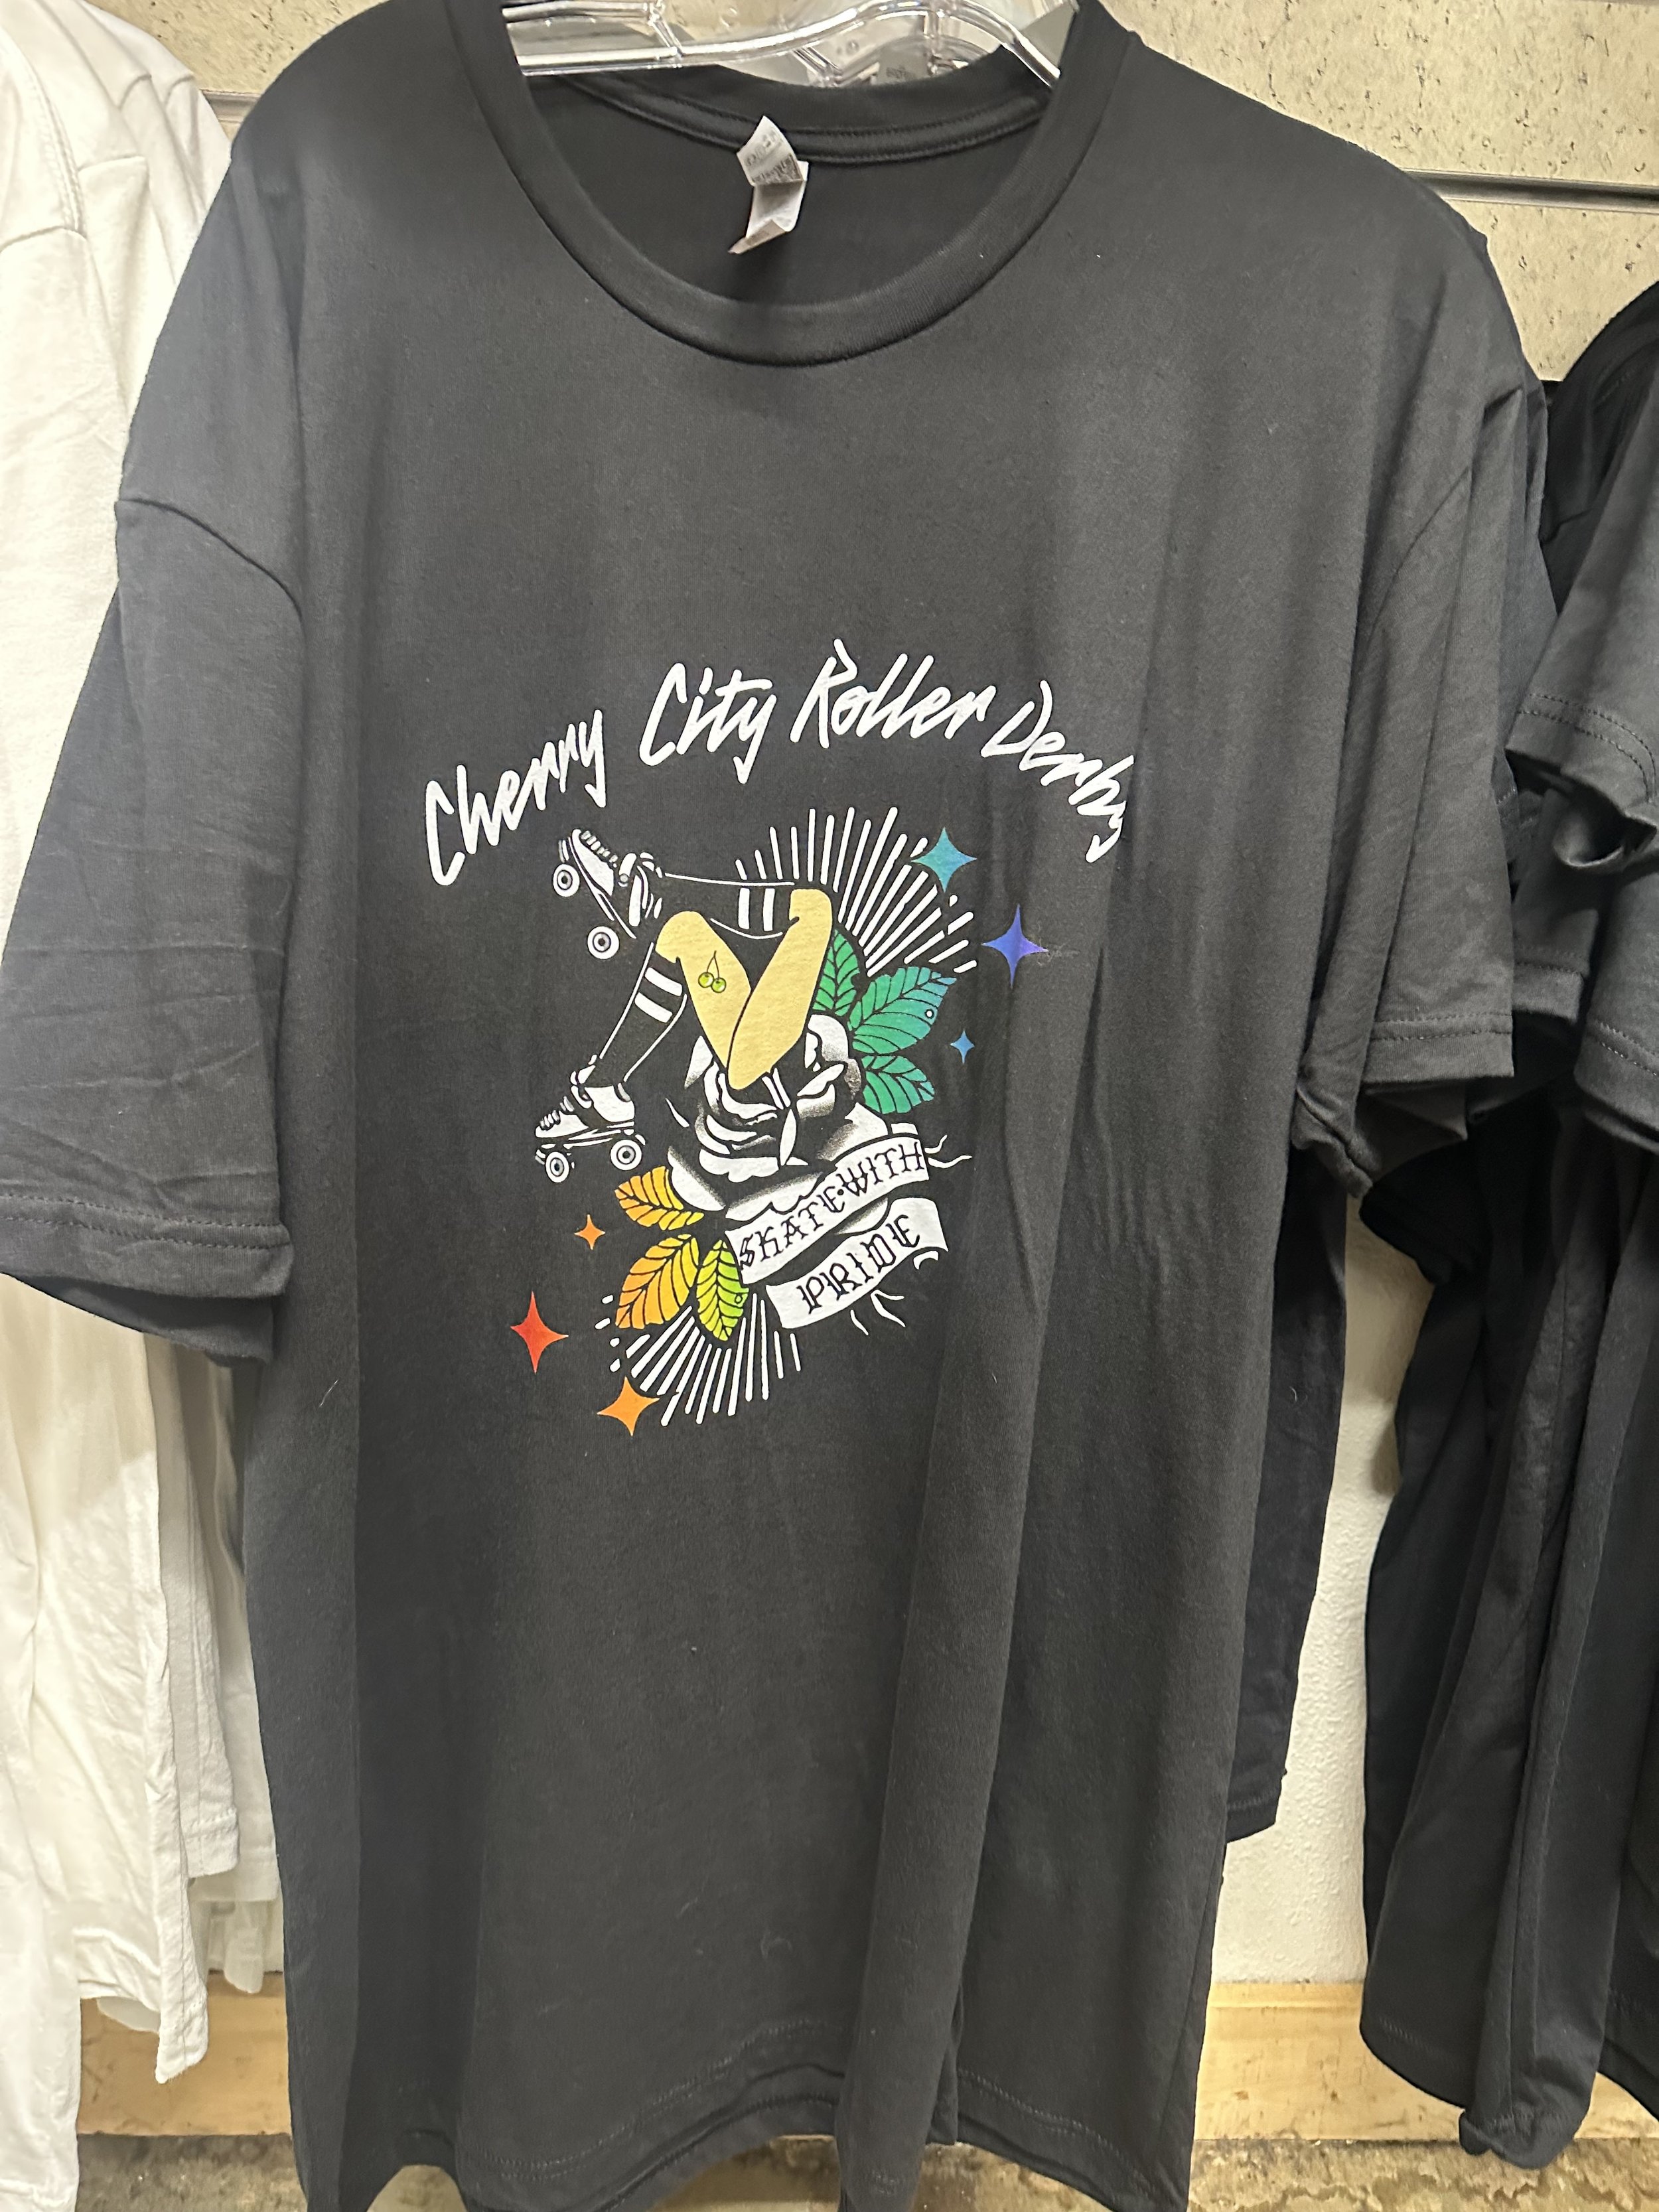 Cherry City Roller Derby
SKATE•WITH
PRIDE